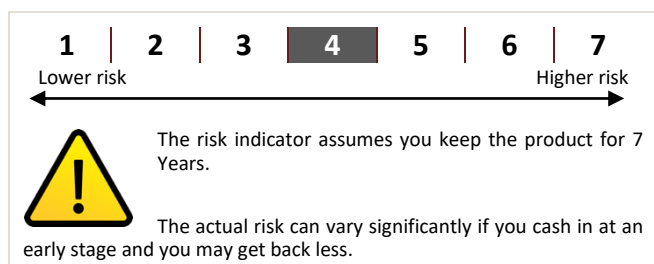 1 2 3 4 5 6 7
Lower risk Higher risk
The risk indicator assumes you keep the product for 7
Years.
The actual risk can vary significantly if you cash in at an
early stage and you may get back less.